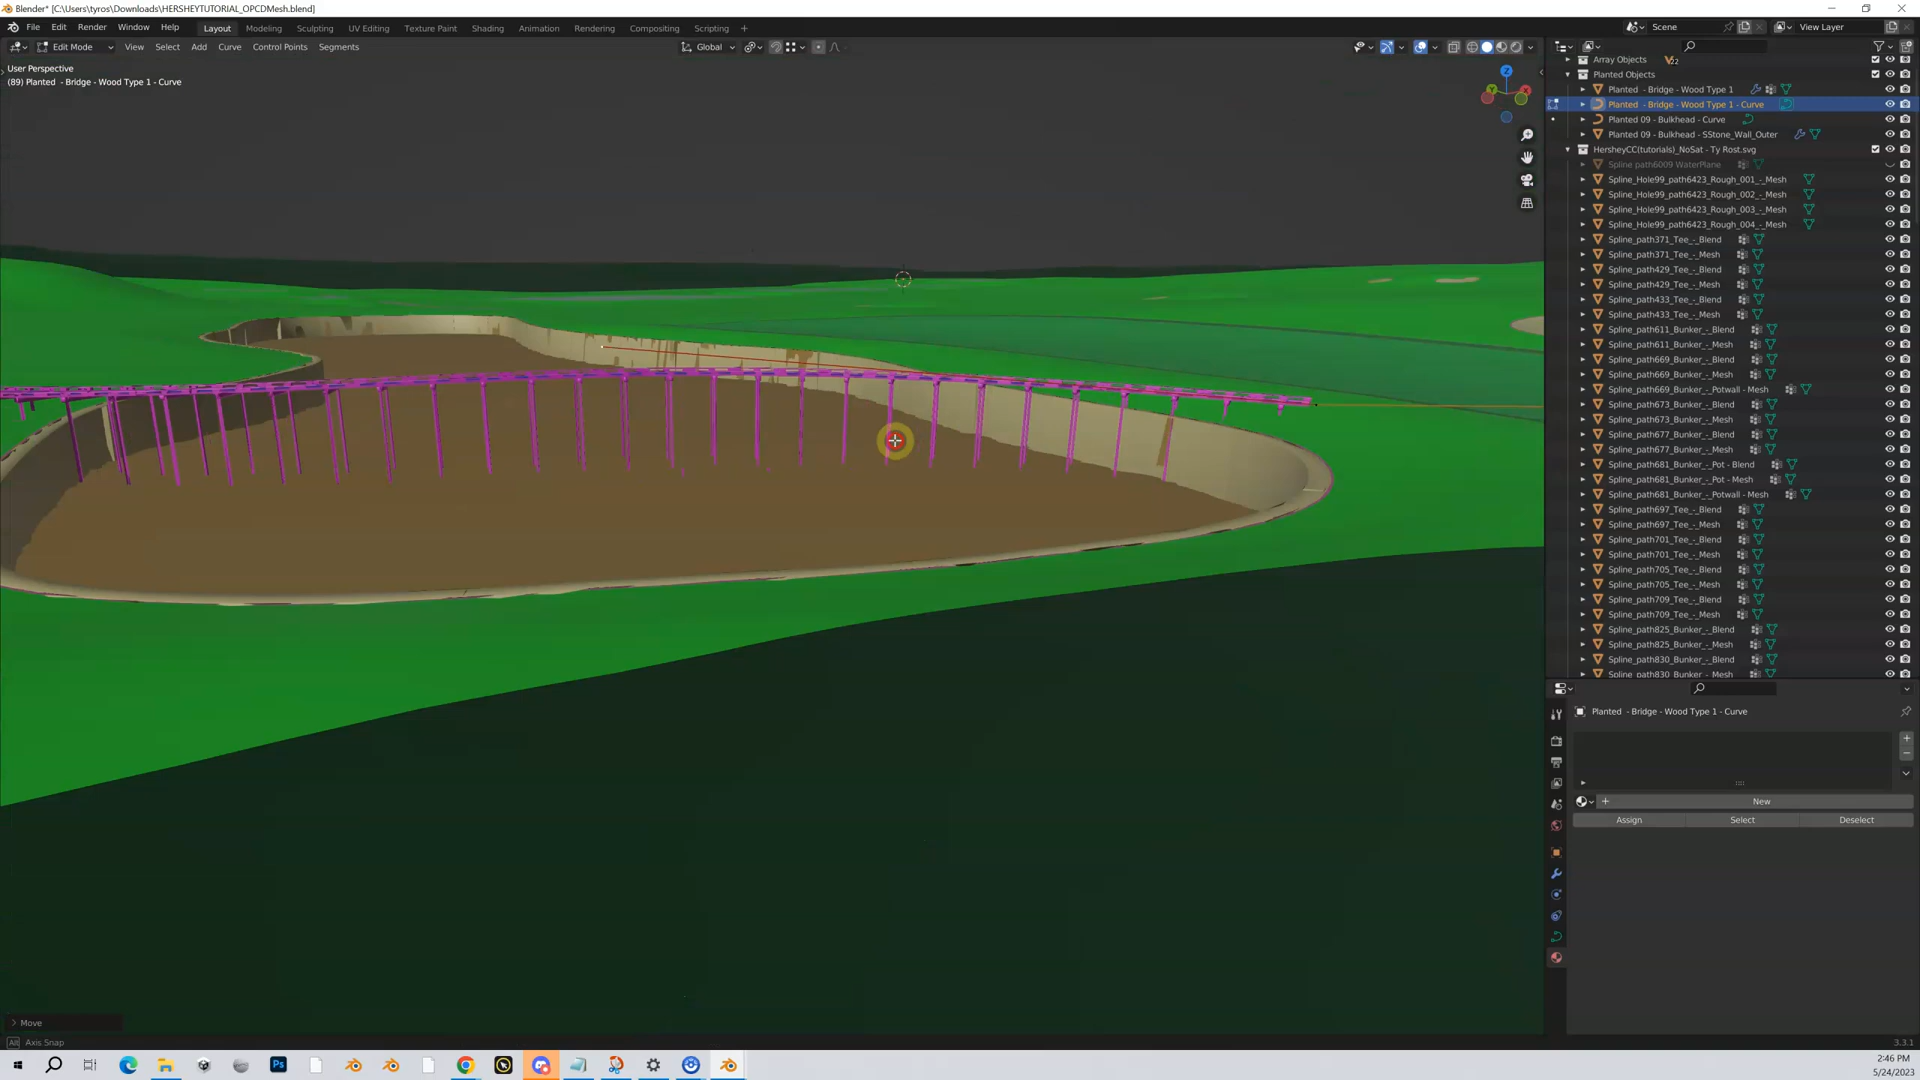 Blender* [C:\Users\tyros\Downloads\HERSHEYTUTORIAL_OPCDMesh.blend]
File Edit Render Window Help Layout Modeling Sculpting UV Editing Texture Paint Shading Animation Rendering Compositing Scripting + Scene View Layer
Edit Mode View Select Add Curve Control Points Segments Global
User Perspective
(89) Planted - Bridge - Wood Type 1 - Curve
Z
Y
X
Array Objects 22
Planted Objects
Planted - Bridge - Wood Type 1
Planted - Bridge - Wood Type 1 - Curve
Planted 09 - Bulkhead - Curve
Planted 09 - Bulkhead - SStone_Wall_Outer
HersheyCC(tutorials)_NoSat - Ty Rost.svg
Spline path6009 WaterPlane
Spline_Hole99_path6423_Rough_001_-_Mesh
Spline_Hole99_path6423_Rough_002_-_Mesh
Spline_Hole99_path6423_Rough_003_-_Mesh
Spline_Hole99_path6423_Rough_004_-_Mesh
Spline_path371_Tee_-_Blend
Spline_path371_Tee_-_Mesh
Spline_path429_Tee_-_Blend
Spline_path429_Tee_-_Mesh
Spline_path433_Tee_-_Blend
Spline_path433_Tee_-_Mesh
Spline_path611_Bunker_-_Blend
Spline_path611_Bunker_-_Mesh
Spline_path669_Bunker_-_Blend
Spline_path669_Bunker_-_Mesh
Spline_path669_Bunker_-_Potwall - Mesh
Spline_path673_Bunker_-_Blend
Spline_path673_Bunker_-_Mesh
Spline_path677_Bunker_-_Blend
Spline_path677_Bunker_-_Mesh
Spline_path681_Bunker_-_Pot - Blend
Spline_path681_Bunker_-_Pot - Mesh
Spline_path681_Bunker_-_Potwall - Mesh
Spline_path697_Tee_-_Blend
Spline_path697_Tee_-_Mesh
Spline_path701_Tee_-_Blend
Spline_path701_Tee_-_Mesh
Spline_path705_Tee_-_Blend
Spline_path705_Tee_-_Mesh
Spline_path709_Tee_-_Blend
Spline_path709_Tee_-_Mesh
Spline_path825_Bunker_-_Blend
Spline_path825_Bunker_-_Mesh
Spline_path830_Bunker_-_Blend
Spline_path830_Bunker_-_Mesh
Planted - Bridge - Wood Type 1 - Curve
+ New
Assign Select Deselect
> Move
Alt Axis Snap
3.3.1
Ps
2:46 PM
5/24/2023